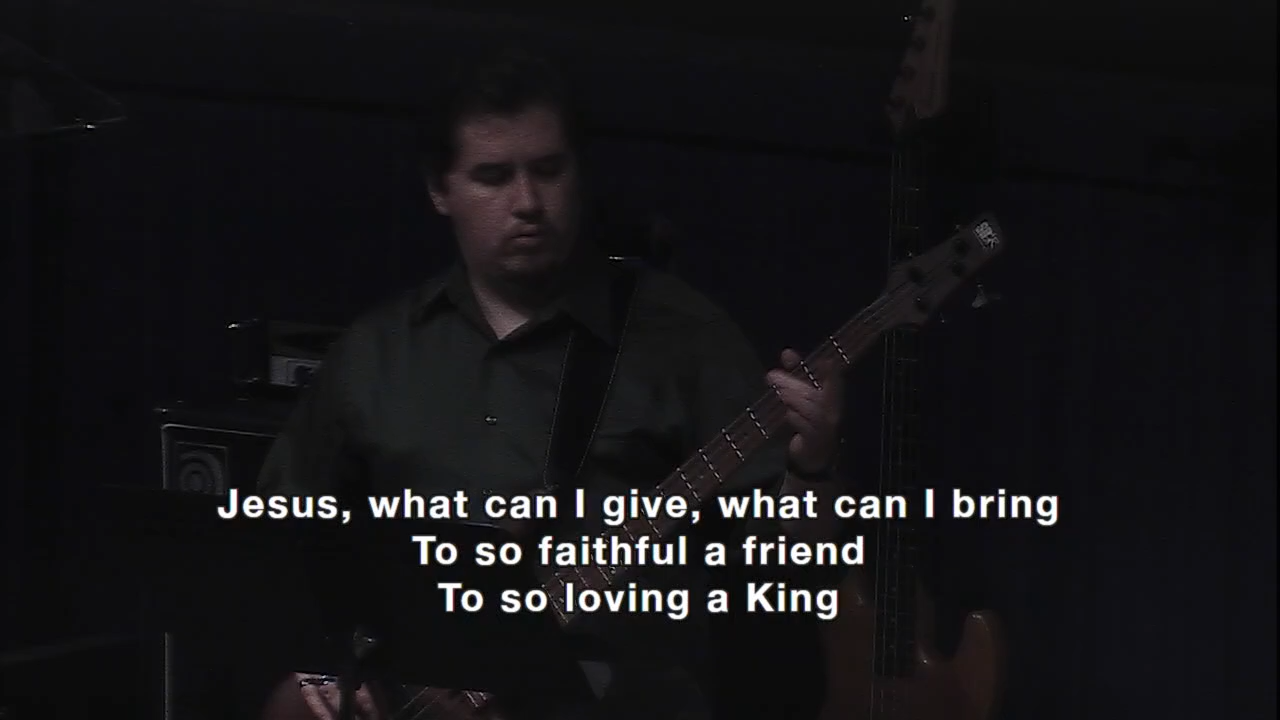 Jesus, what can I give, what can I bring
To so faithful a friend
To so loving a King